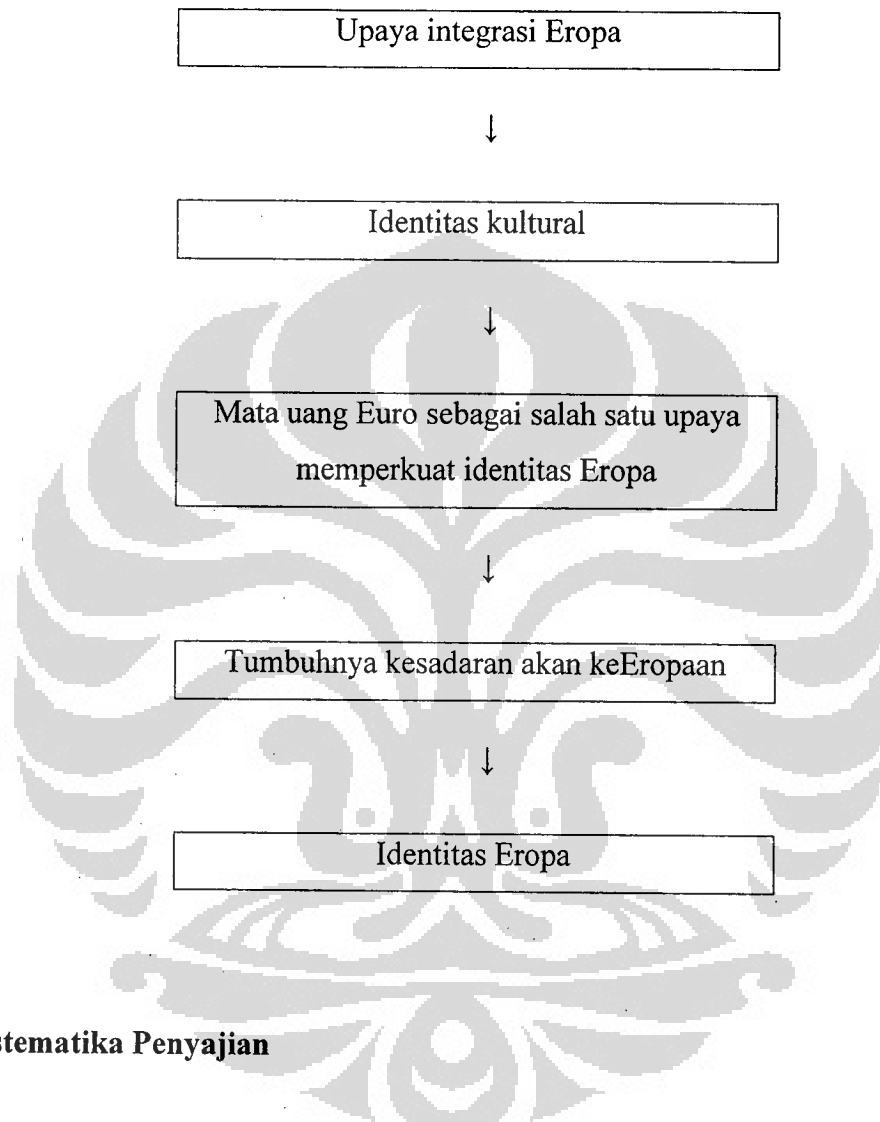 Upaya integrasi Eropa
↓
Identitas kultural
↓
Mata uang Euro sebagai salah satu upaya
memperkuat identitas Eropa
↓
Tumbuhnya kesadaran akan keEropaan
↓
Identitas Eropa
stematika Penyajian